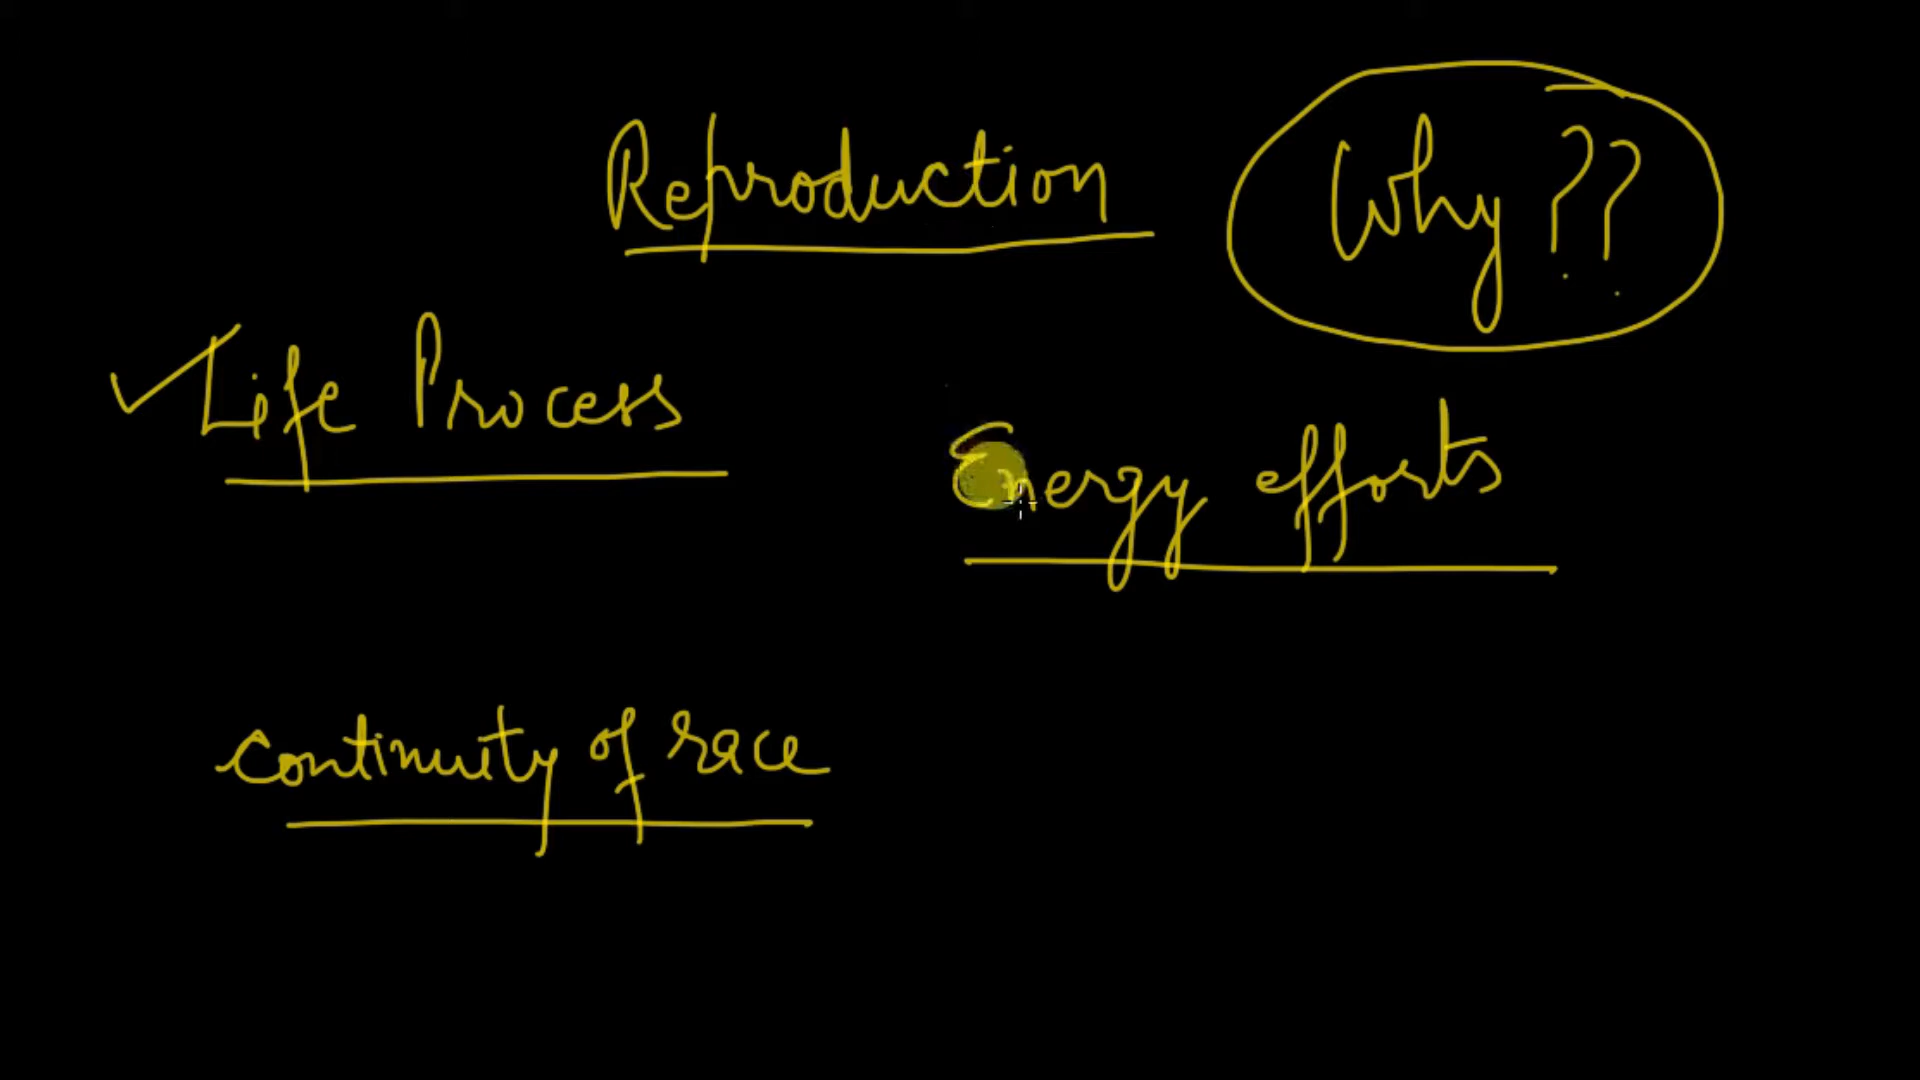 Reproduction Why ??
Life Process
Energy efforts
continuity of race